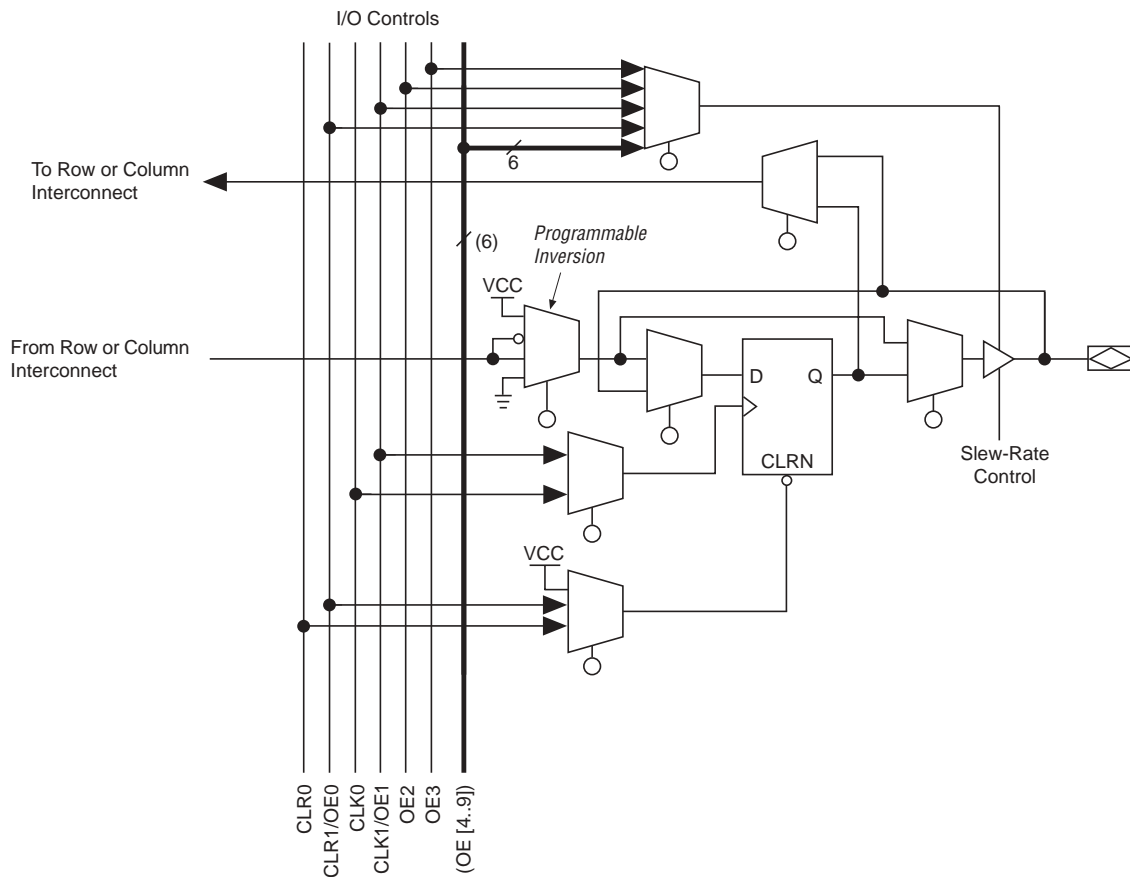 I/O Controls
6
To Row or Column
Interconnect
(6)
Programmable
Inversion
VCC
From Row or Column
Interconnect
D
Q
CLRN
Slew-Rate
Control
VCC
CLR0
CLR1/OE0
CLK0
CLK1/OE1
OE2
OE3
(OE [4..9])